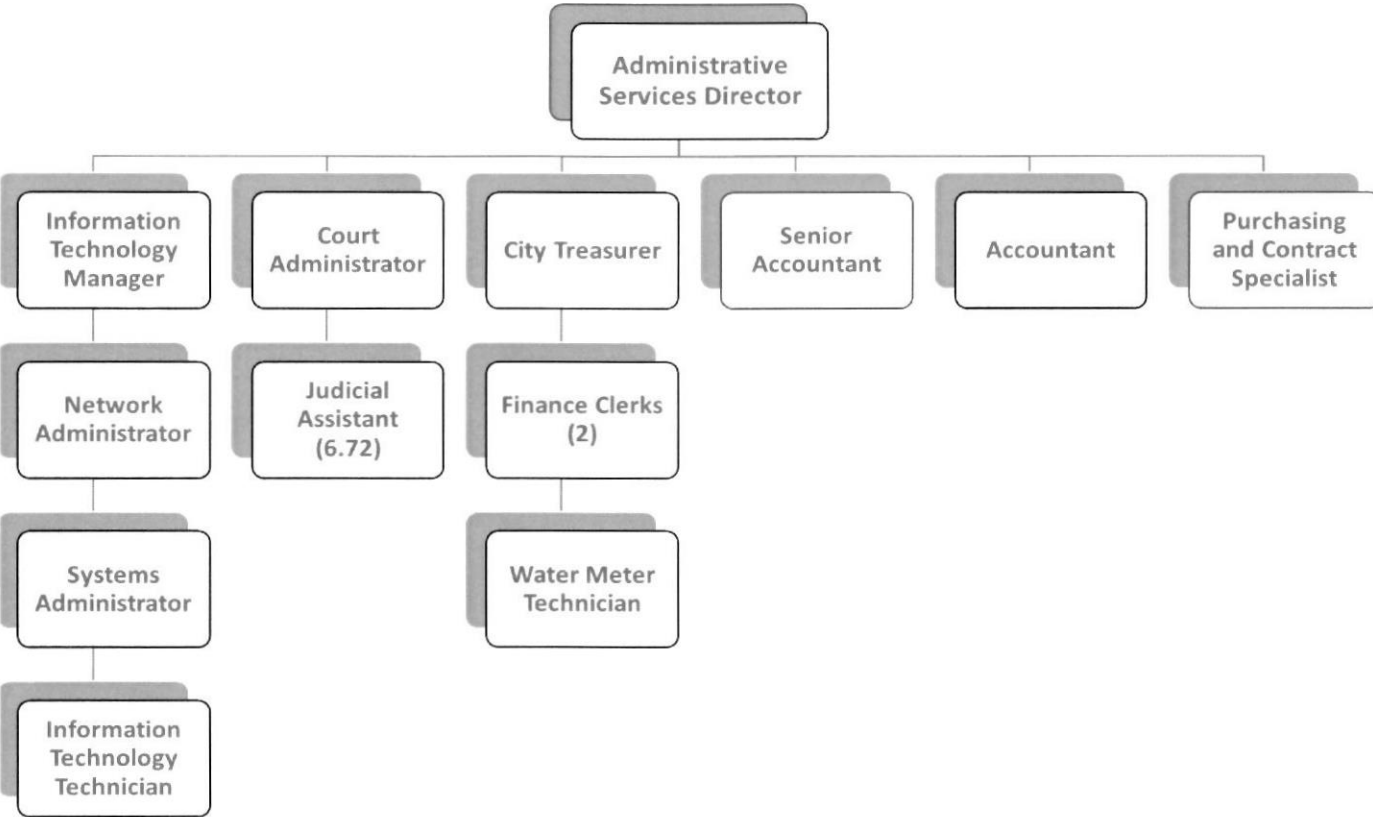 Administrative
Services Director
Information
Technology
Manager
Court
Administrator
City Treasurer
Senior
Accountant
Accountant
Purchasing
and Contract
Specialist
Network
Administrator
Judicial
Assistant
(6.72)
Finance Clerks
(2)
Systems
Administrator
Water Meter
Technician
Information
Technology
Technician